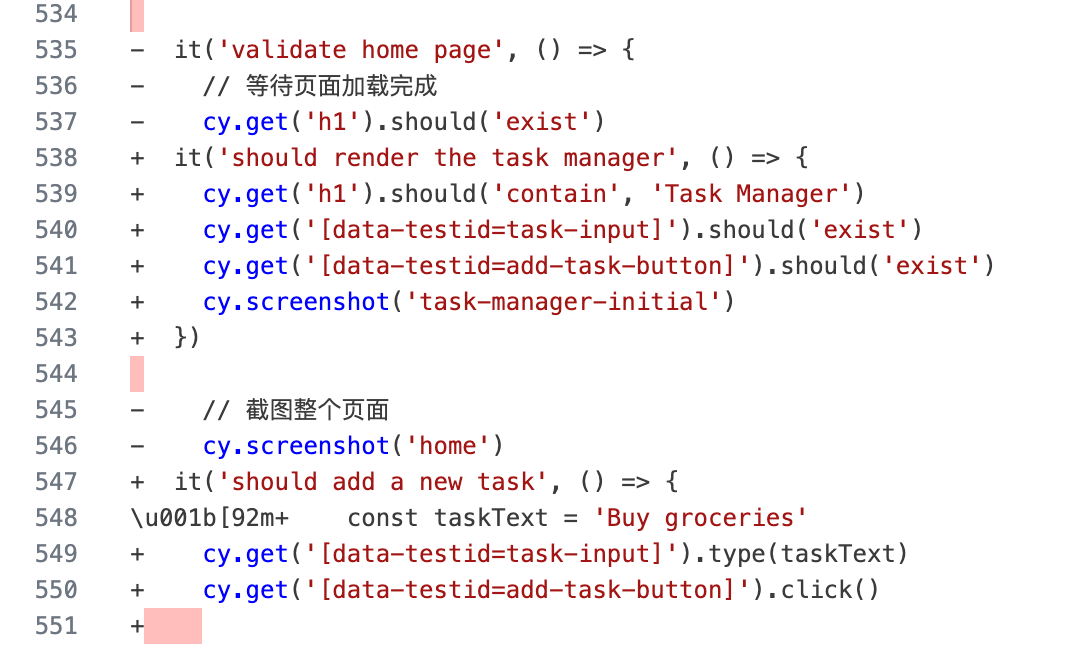 534
535 - it('validate home page', () => {
536 - // 等待页面加载完成
537 - cy.get('h1').should('exist')
538 + it('should render the task manager', () => {
539 + cy.get('h1').should('contain', 'Task Manager')
540 + cy.get('[data-testid=task-input]').should('exist')
541 + cy.get('[data-testid=add-task-button]').should('exist')
542 + cy.screenshot('task-manager-initial')
543 + })
544
545 - // 截图整个页面
546 - cy.screenshot('home')
547 + it('should add a new task', () => {
548 \u001b[92m+ const taskText = 'Buy groceries'
549 + cy.get('[data-testid=task-input]').type(taskText)
550 + cy.get('[data-testid=add-task-button]').click()
551 +